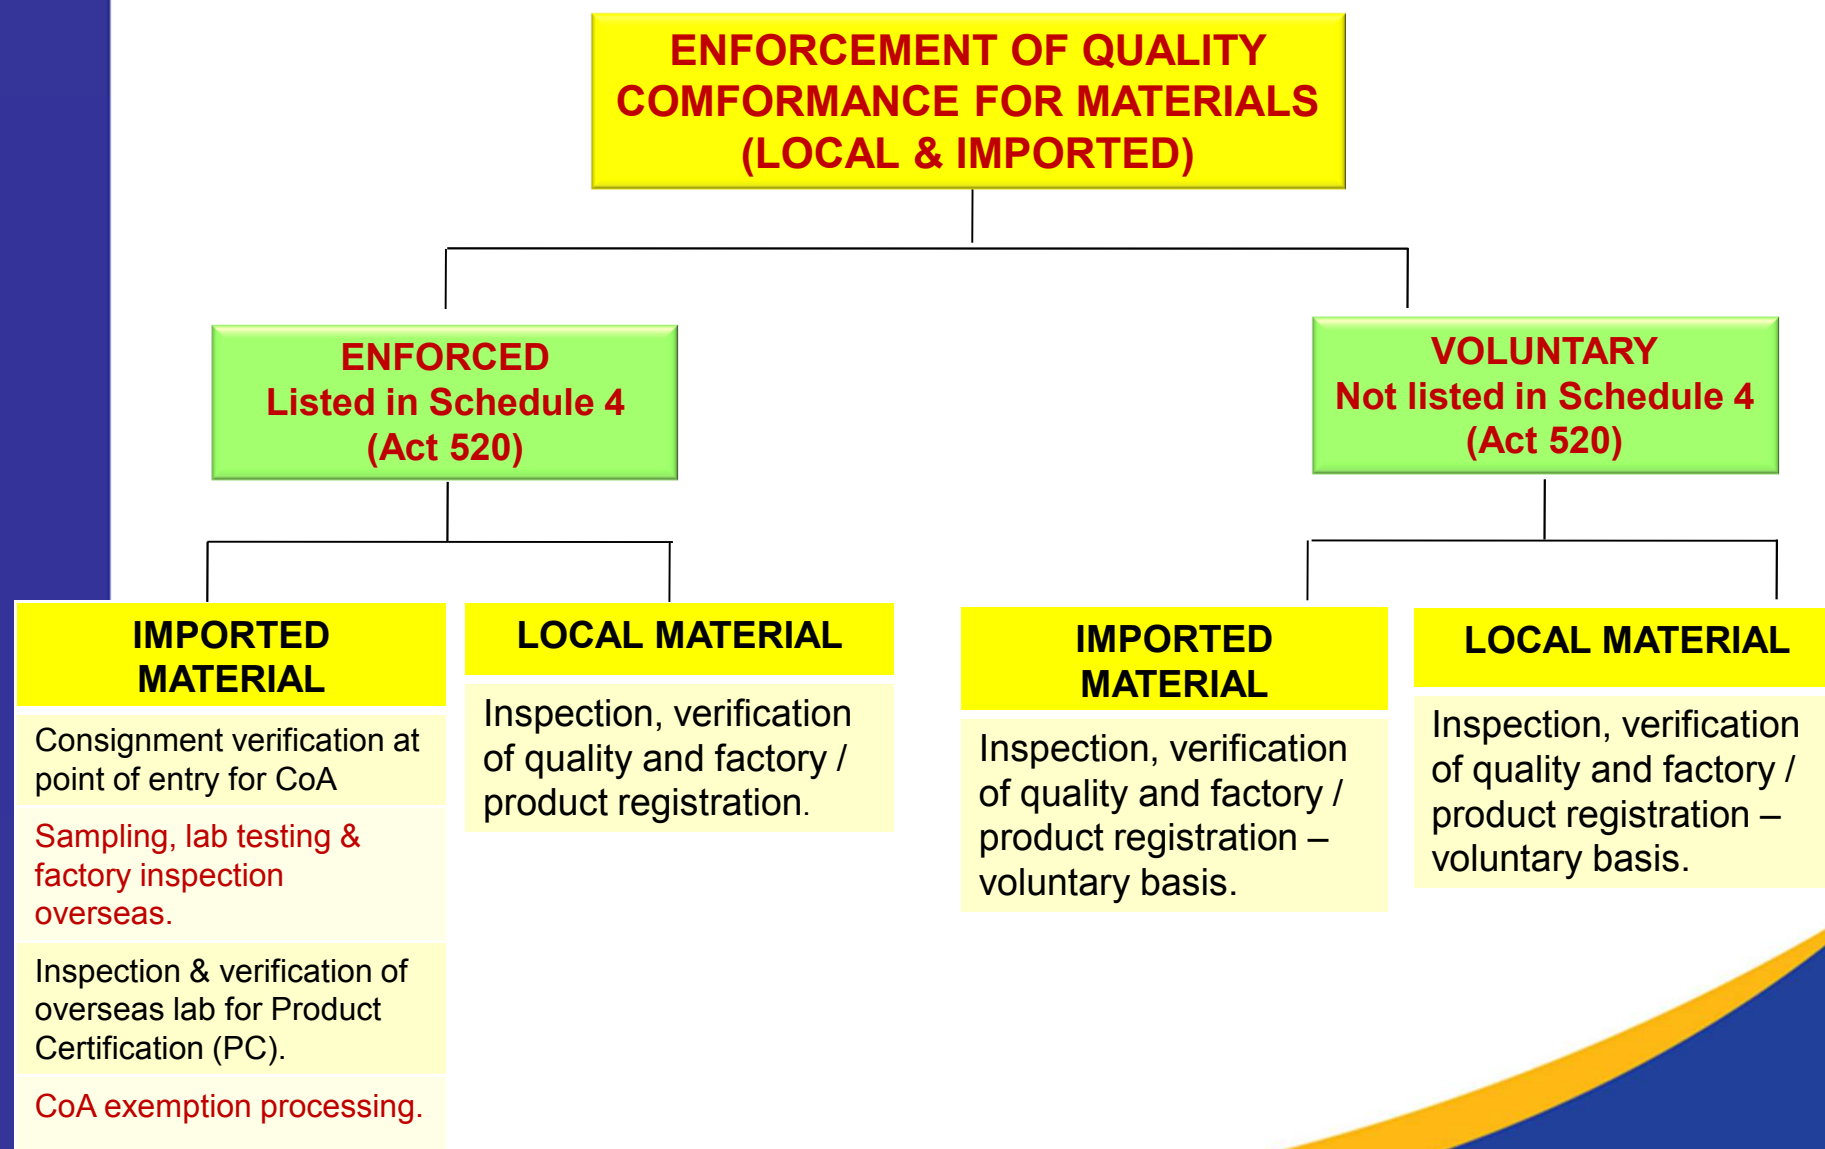 ENFORCEMENT OF QUALITY
COMFORMANCE FOR MATERIALS
(LOCAL & IMPORTED)
ENFORCED
Listed in Schedule 4
(Act 520)
VOLUNTARY
Not listed in Schedule 4
(Act 520)
IMPORTED
MATERIAL
Consignment verification at
point of entry for CoA
Sampling, lab testing &
factory inspection
overseas.
Inspection & verification of
overseas lab for Product
Certification (PC).
CoA exemption processing.
LOCAL MATERIAL
Inspection, verification
of quality and factory /
product registration.
IMPORTED
MATERIAL
Inspection, verification
of quality and factory /
product registration –
voluntary basis.
LOCAL MATERIAL
Inspection, verification
of quality and factory /
product registration –
voluntary basis.